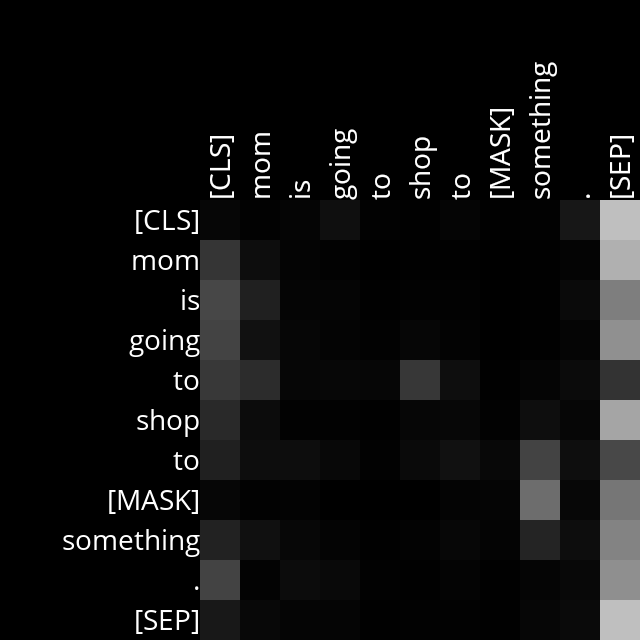 [CLS] mom is going to shop to [MASK] something . [SEP]
[CLS]
mom
is
going
to
shop
to
[MASK]
something
.
[SEP]